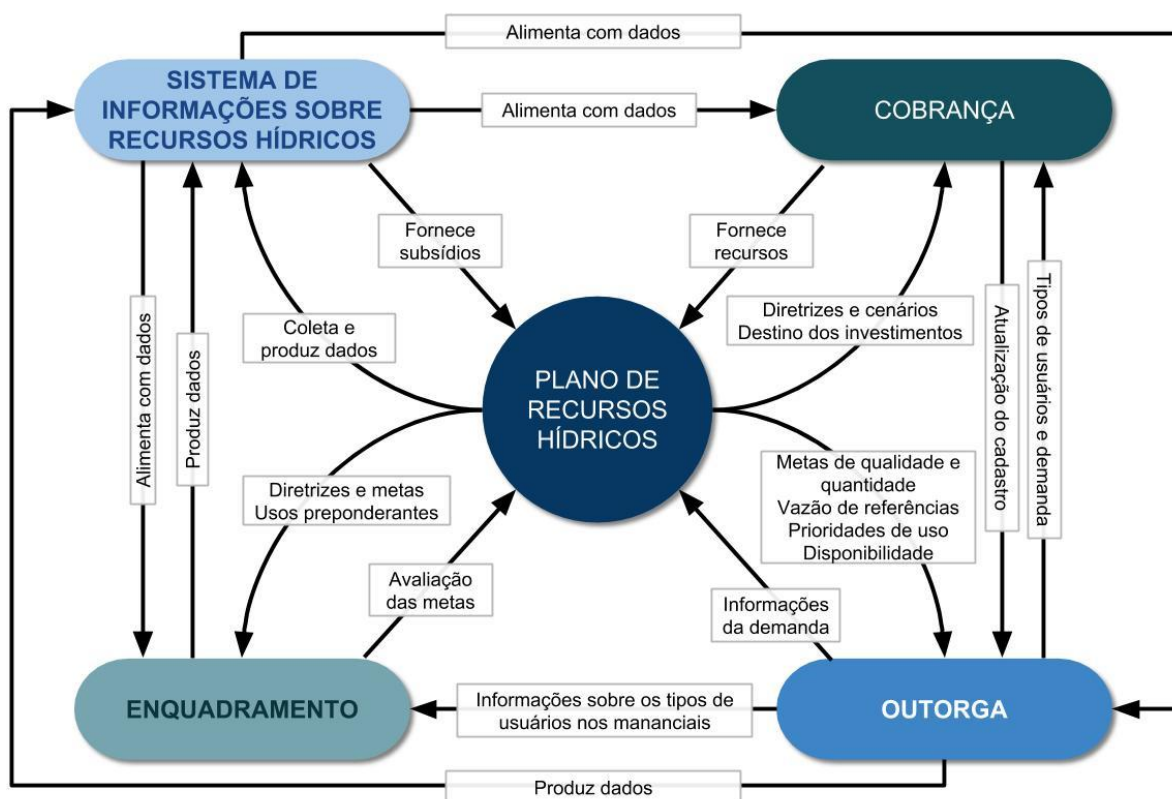 Alimenta com dados
SISTEMA DE
INFORMAÇÕES SOBRE
RECURSOS HÍDRICOS
Alimenta com dados
COBRANÇA
Fornece
subsídios
Fornece
recursos
Coleta e
produz dados
Diretrizes e cenários
Destino dos investimentos
Alimenta com dados
Produz dados
Atualização do cadastro
Tipos de usuários e demanda
PLANO DE
RECURSOS
HÍDRICOS
Diretrizes e metas
Usos preponderantes
Metas de qualidade e
quantidade
Vazão de referências
Prioridades de uso
Disponibilidade
Avaliação
das metas
Informações
da demanda
ENQUADRAMENTO
Informações sobre os tipos de
usuários nos mananciais
OUTORGA
Produz dados